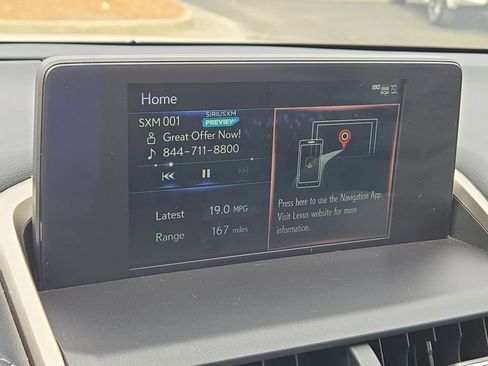 Home
SXM 001
SIRIUSXM
PREVIEW
Great Offer Now!
844-711-8800
Latest 19.0 MPG
Range 167 miles
Press here to use the Navigation App.
Visit Lexus website for more
information.